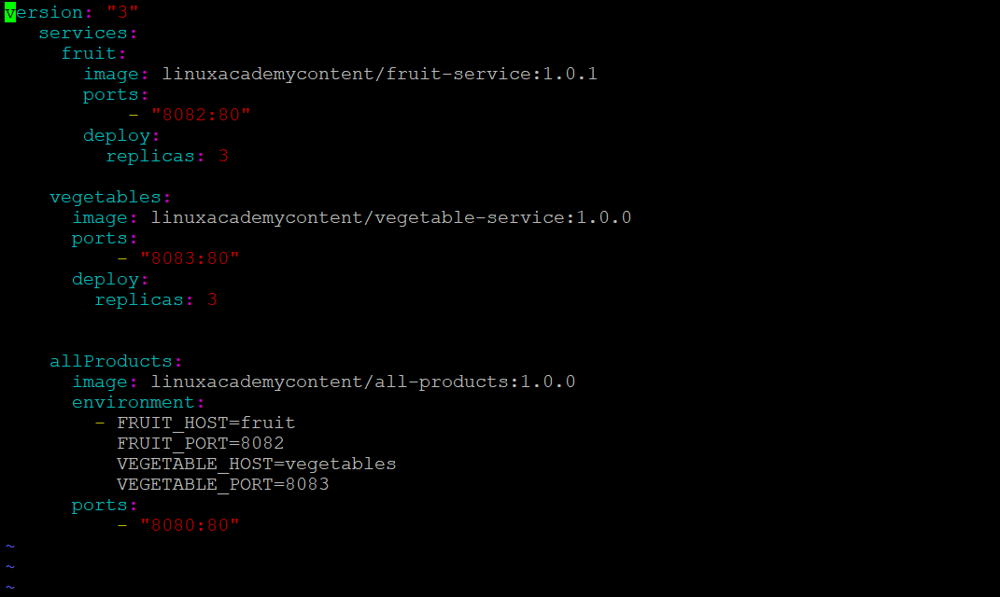 version: "3"
   services:
     fruit:
       image: linuxacademycontent/fruit-service:1.0.1
       ports:
           - "8082:80"
       deploy:
         replicas: 3

    vegetables:
      image: linuxacademycontent/vegetable-service:1.0.0
      ports:
          - "8083:80"
      deploy:
        replicas: 3


    allProducts:
      image: linuxacademycontent/all-products:1.0.0
      environment:
        - FRUIT_HOST=fruit
          FRUIT_PORT=8082
          VEGETABLE_HOST=vegetables
          VEGETABLE_PORT=8083
      ports:
          - "8080:80"
~
~
~